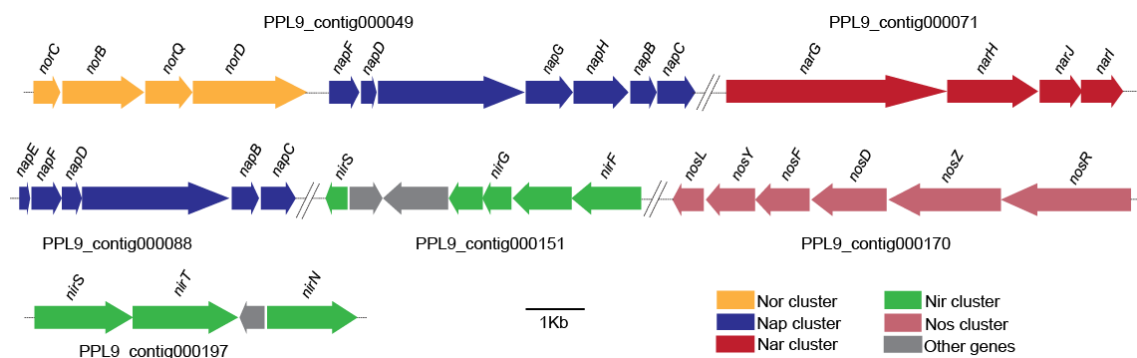 PPL9_contig000049 PPL9_contig000071
norC norB norQ norD napF napD napG napH napB napC narG narH narJ narI
napE napF napD napB napC nirS nirG nirF nosL nosY nosF nosD nosZ nosR
PPL9_contig000088 PPL9_contig000151 PPL9_contig000170
nirS nirT nirN
PPL9_contig000197
1Kb
Nor cluster Nir cluster
Nap cluster Nos cluster
Nar cluster Other genes